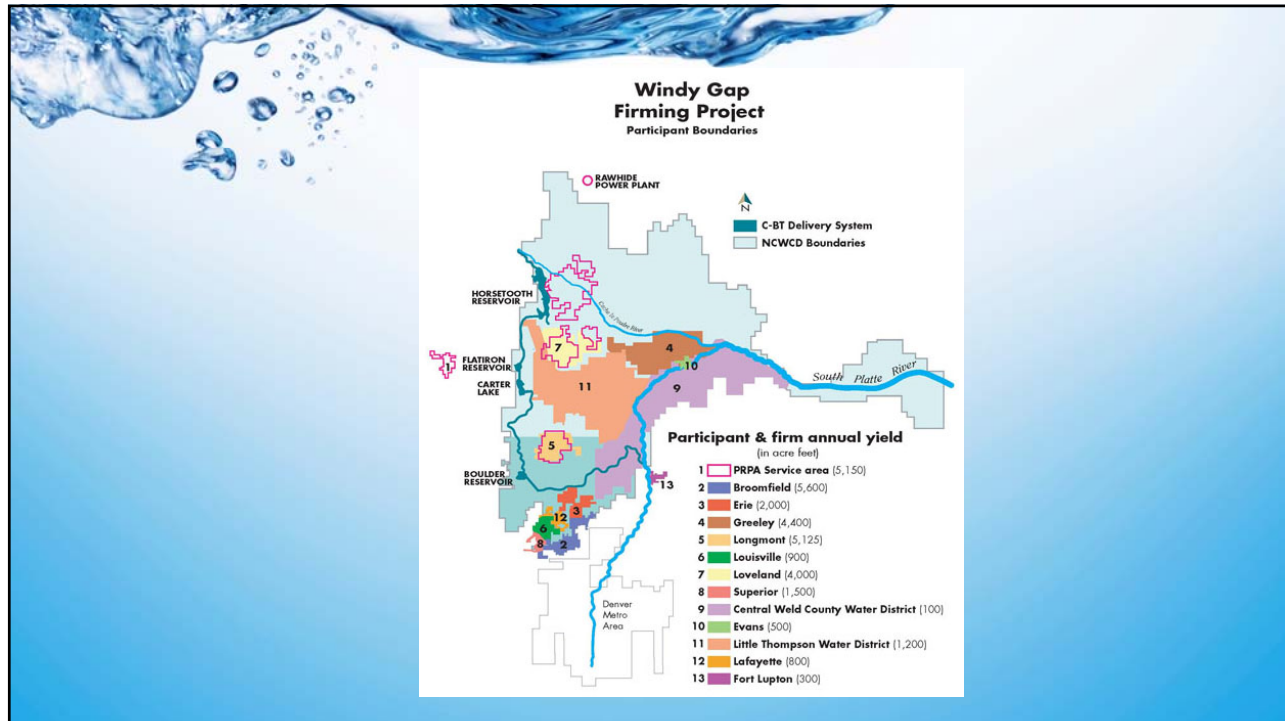 Windy Gap
Firming Project
Participant Boundaries
RAWHIDE
POWER PLANT
N
C-BT Delivery System
NCWCD Boundaries
HORSETOOTH
RESERVOIR
Cache la Poudre River
7
4
1
FLATIRON
RESERVOIR
10
11
9
South Platte River
CARTER
LAKE
5
BOULDER
RESERVOIR
13
3
12
6
8
2
Denver
Metro
Area
Participant & firm annual yield
(in acre feet)
1 PRPA Service area (5,150)
2 Broomfield (5,600)
3 Erie (2,000)
4 Greeley (4,400)
5 Longmont (5,125)
6 Louisville (900)
7 Loveland (4,000)
8 Superior (1,500)
9 Central Weld County Water District (100)
10 Evans (500)
11 Little Thompson Water District (1,200)
12 Lafayette (800)
13 Fort Lupton (300)